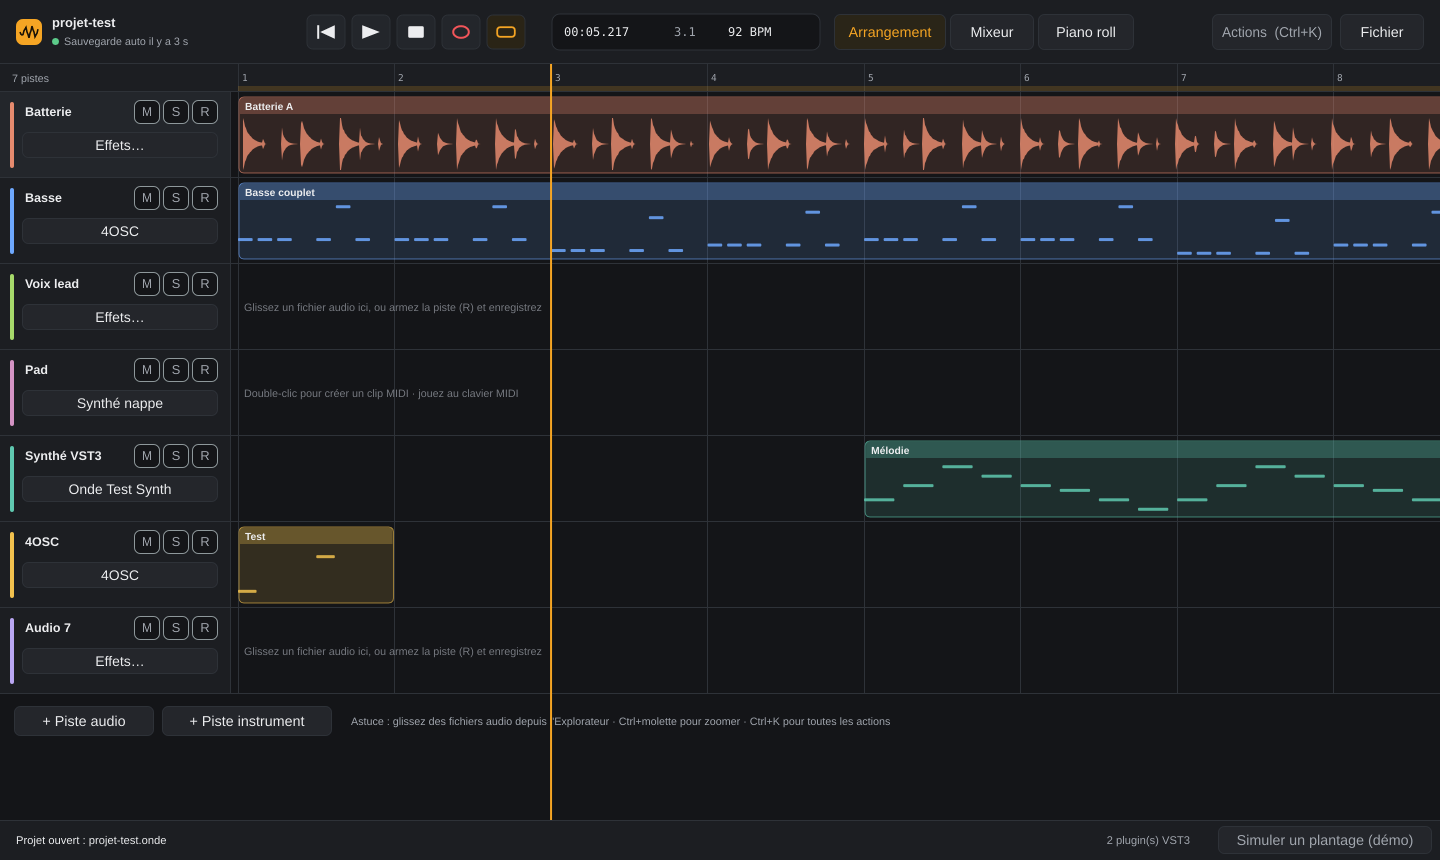 projet-test
Sauvegarde auto il y a 3 s
00:05.217 3.1 92 BPM
Arrangement Mixeur Piano roll
Actions (Ctrl+K) Fichier
7 pistes
1 2 3 4 5 6 7 8
Batterie M S R
Effets…
Batterie A
Basse M S R
4OSC
Basse couplet
Voix lead M S R
Effets…
Glissez un fichier audio ici, ou armez la piste (R) et enregistrez
Pad M S R
Synthé nappe
Double-clic pour créer un clip MIDI · jouez au clavier MIDI
Synthé VST3 M S R
Onde Test Synth
Mélodie
4OSC M S R
4OSC
Test
Audio 7 M S R
Effets…
Glissez un fichier audio ici, ou armez la piste (R) et enregistrez
+ Piste audio + Piste instrument
Astuce : glissez des fichiers audio depuis l'Explorateur · Ctrl+molette pour zoomer · Ctrl+K pour toutes les actions
Projet ouvert : projet-test.onde
2 plugin(s) VST3
Simuler un plantage (démo)